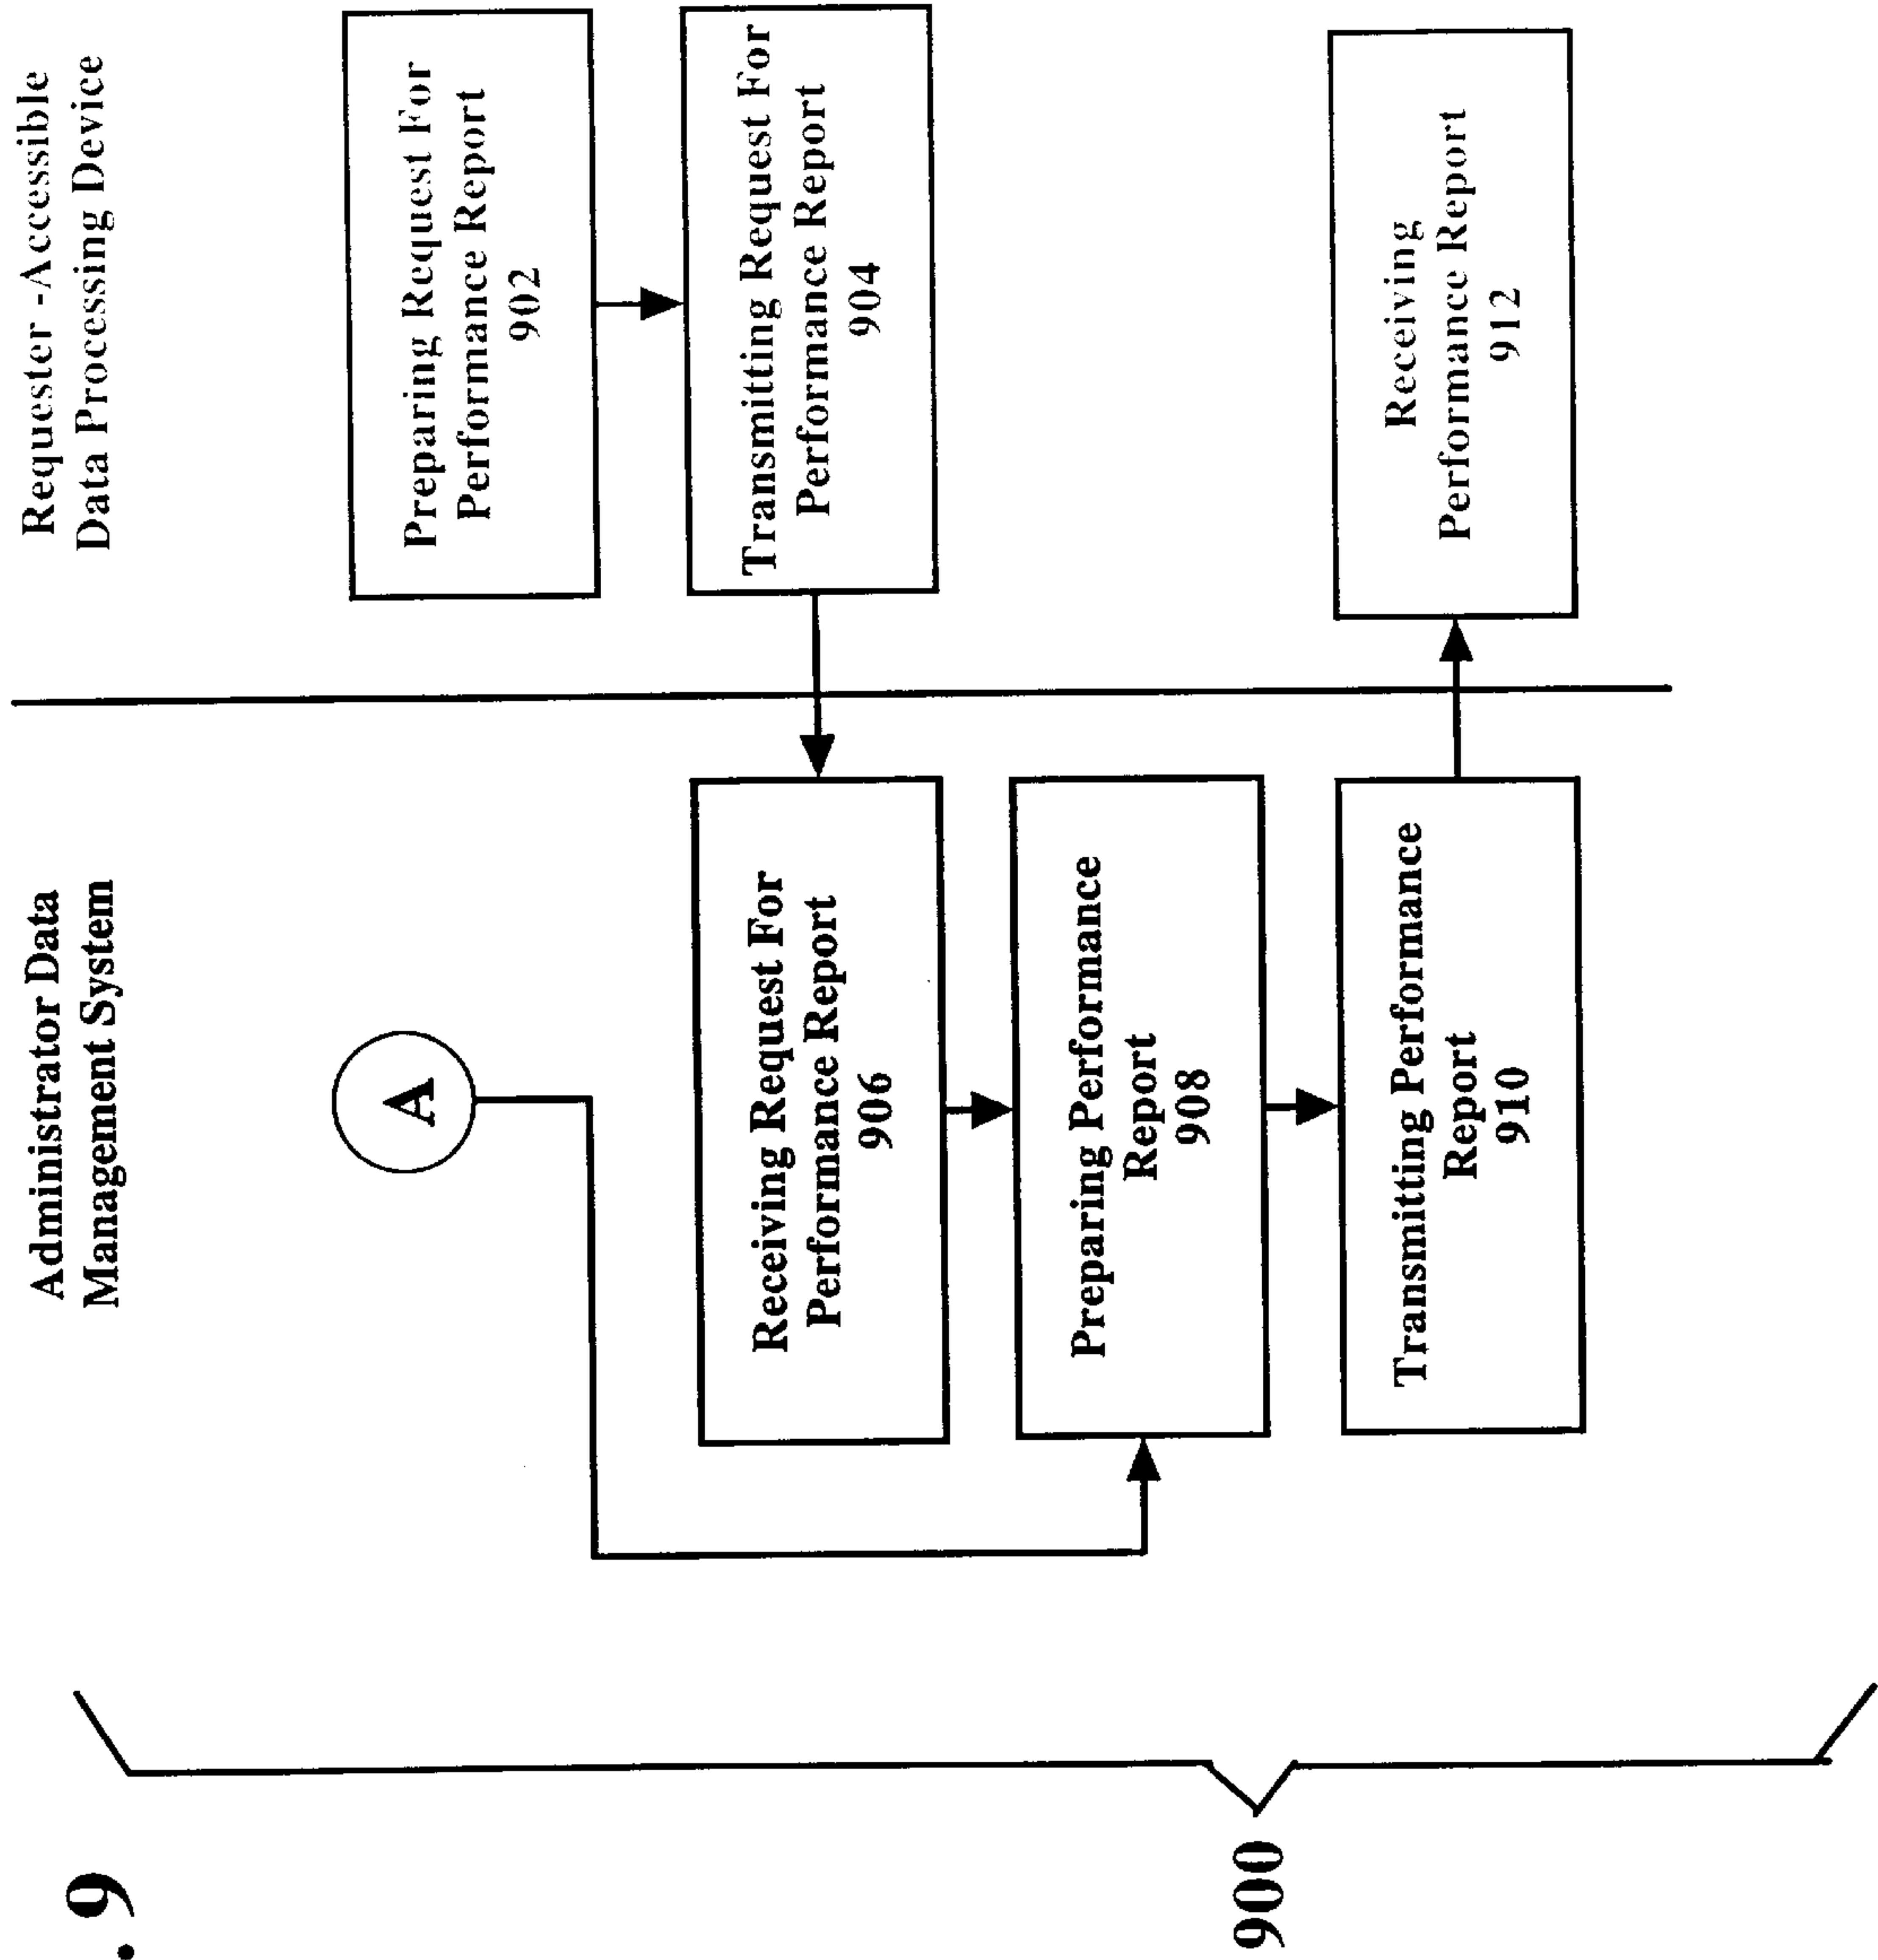 . 9
900
Administrator Data
Management System
A
Receiving Request For
Performance Report
906
Preparing Performance
Report
908
Transmitting Performance
Report
910
Requester -Accessible
Data Processing Device
Preparing Request For
Performance Report
902
Transmitting Request For
Performance Report
904
Receiving
Performance Report
912